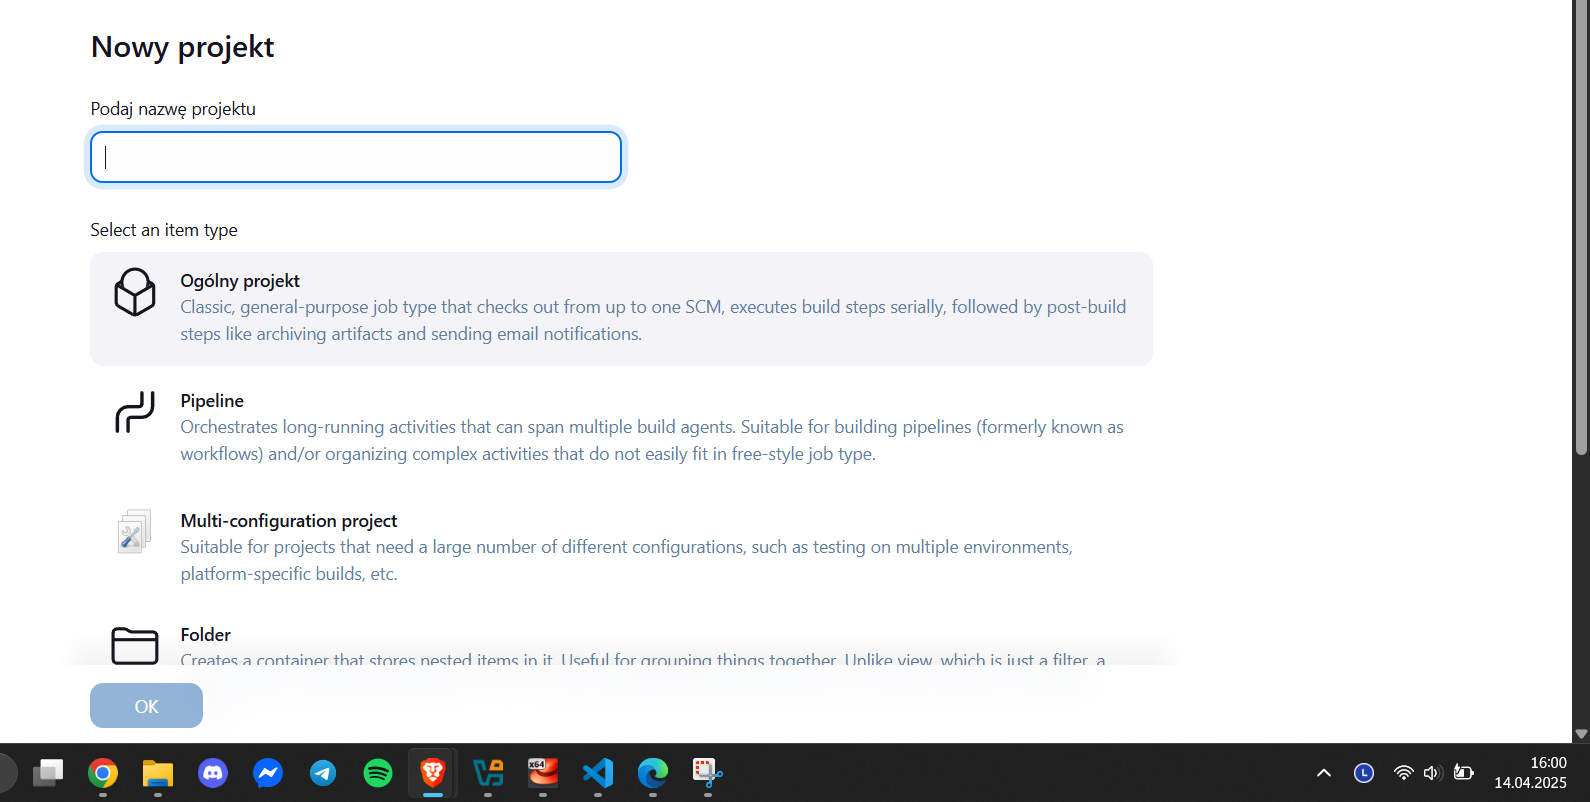 Nowy projekt
Podaj nazwę projektu
Select an item type
Ogólny projekt
Classic, general-purpose job type that checks out from up to one SCM, executes build steps serially, followed by post-build
steps like archiving artifacts and sending email notifications.
Pipeline
Orchestrates long-running activities that can span multiple build agents. Suitable for building pipelines (formerly known as
workflows) and/or organizing complex activities that do not easily fit in free-style job type.
Multi-configuration project
Suitable for projects that need a large number of different configurations, such as testing on multiple environments,
platform-specific builds, etc.
Folder
Creates a container that stores nested items in it. Useful for grouping things together. Unlike view, which is just a filter, a
OK
x64
L
16:00
14.04.2025